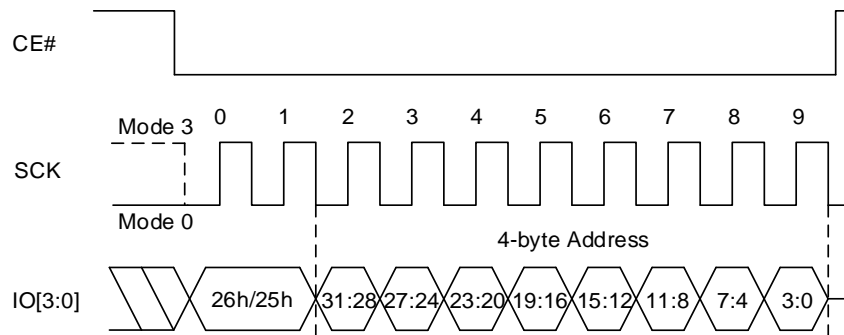 CE#
Mode 3
0 1 2 3 4 5 6 7 8 9
SCK
Mode 0
4-byte Address
IO[3:0]
26h/25h 31:28 27:24 23:20 19:16 15:12 11:8 7:4 3:0